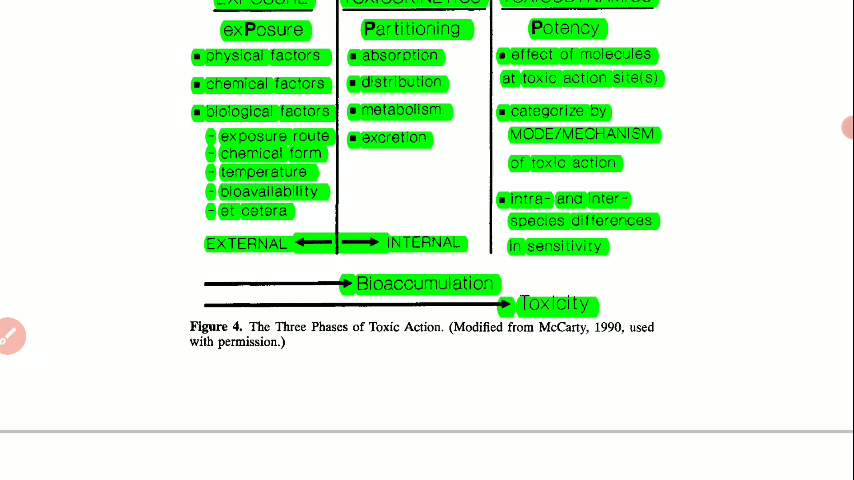 EXPOSURE TOXICOKINETICS TOXICODYNAMICS
exPosure
physical factors
chemical factors
biological factors
- exposure route
- chemical form
- temperature
- bioavailability
- et cetera
Partitioning
absorption
distribution
metabolism
excretion
Potency
effect of molecules
at toxic action site(s)
categorize by
MODE/MECHANISM
of toxic action
intra- and inter-
species differences
in sensitivity
EXTERNAL INTERNAL
Bioaccumulation
Toxicity
Figure 4. The Three Phases of Toxic Action. (Modified from McCarty, 1990, used
with permission.)